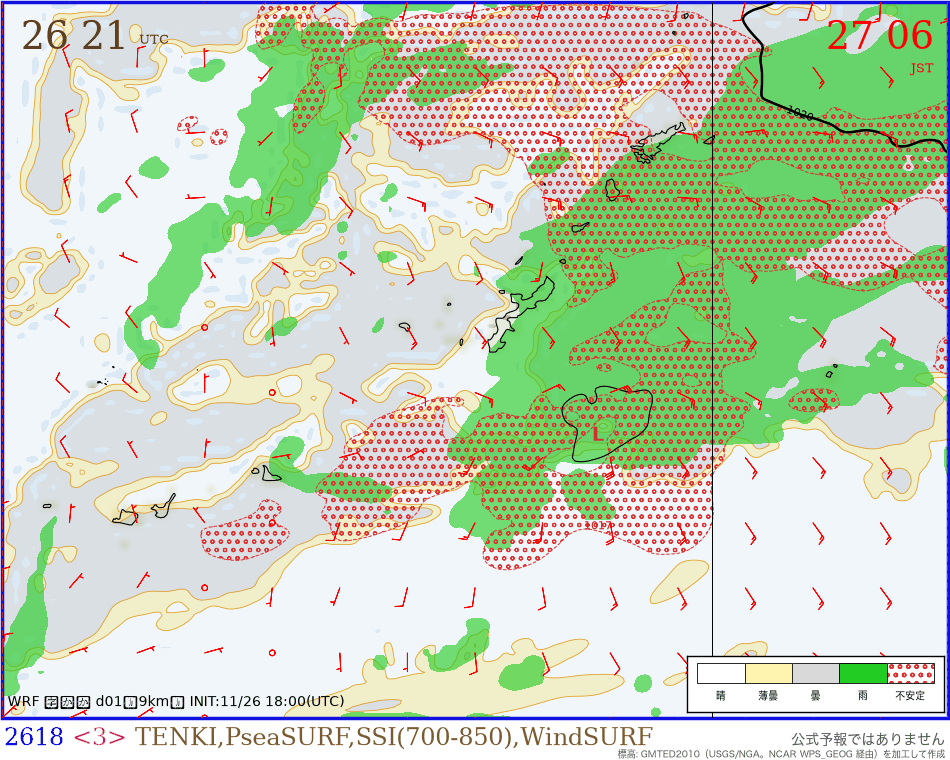 26 21 UTC
27 06
JST
1020
L
1017
晴 薄曇 曇 雨 不安定
d01 9km INIT:11/26 18:00(UTC)
WRF
2618 <3> TENKI,PseaSURF,SSI(700-850),WindSURF
公式予報ではありません
標高: GMTED2010（USGS/NGA。NCAR WPS_GEOG 経由）を加工して作成